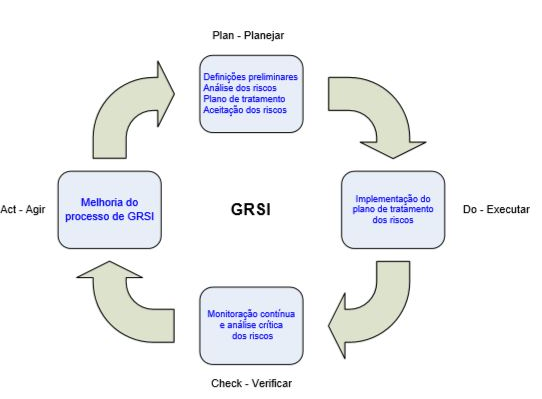 Plan - Planejar
Definições preliminares
Análise dos riscos
Plano de tratamento
Aceitação dos riscos
Act - Agir
Melhoria do
processo de GRSI
GRSI
Implementação do
plano de tratamento
dos riscos
Do - Executar
Monitoração contínua
e análise crítica
dos riscos
Check - Verificar